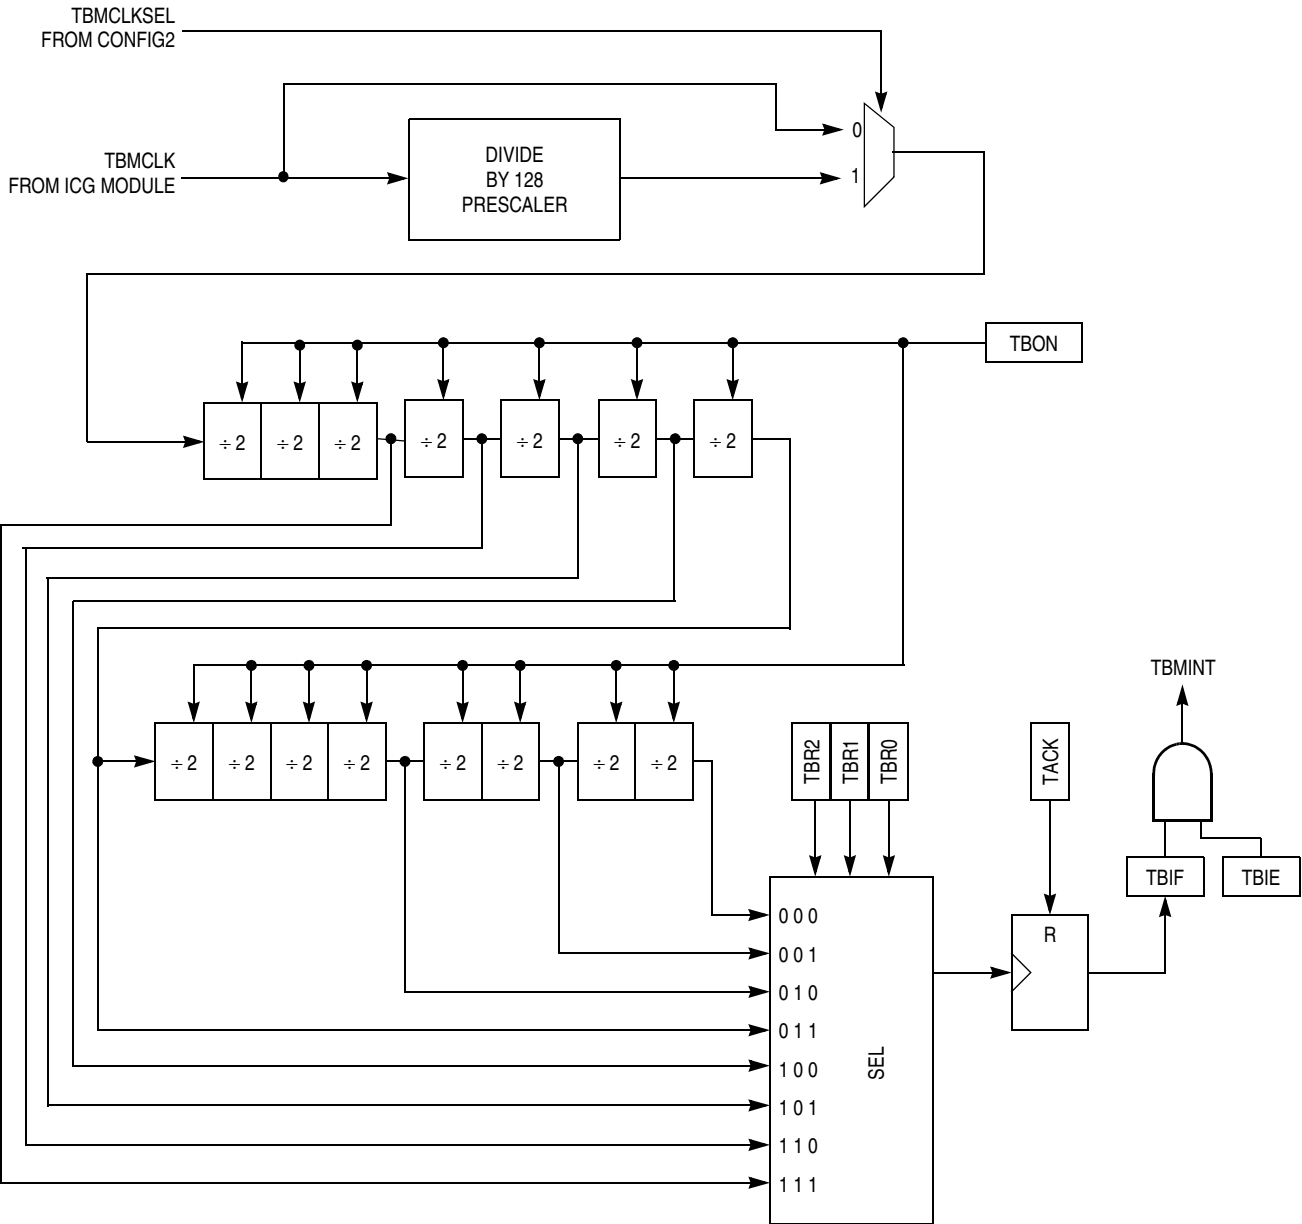 TBMCLKSEL
FROM CONFIG2
TBMCLK
FROM ICG MODULE
DIVIDE
BY 128
PRESCALER
0
1
TBON
÷ 2
÷ 2
÷ 2
÷ 2
÷ 2
÷ 2
÷ 2
TBMINT
÷ 2
÷ 2
÷ 2
÷ 2
÷ 2
÷ 2
÷ 2
÷ 2
TBR2
TBR1
TBR0
TACK
TBIF
TBIE
R
SEL
0 0 0
0 0 1
0 1 0
0 1 1
1 0 0
1 0 1
1 1 0
1 1 1